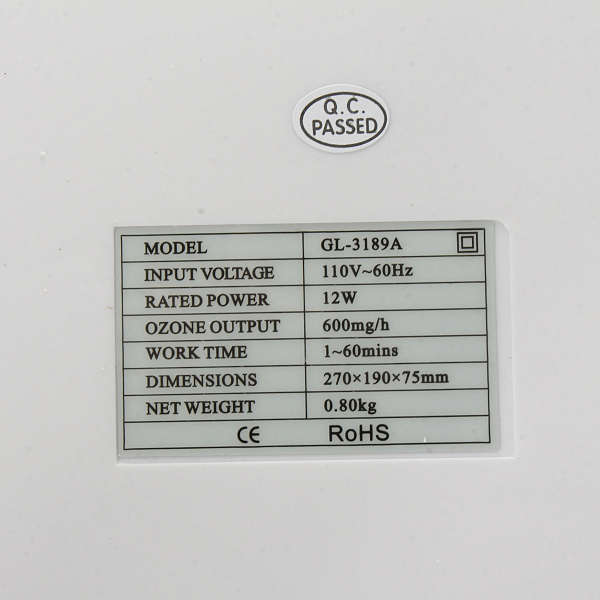 Q.C.
PASSED
MODEL GL-3189A
INPUT VOLTAGE 110V~60Hz
RATED POWER 12W
OZONE OUTPUT 600mg/h
WORK TIME 1~60mins
DIMENSIONS 270×190×75mm
NET WEIGHT 0.80kg
CE RoHS